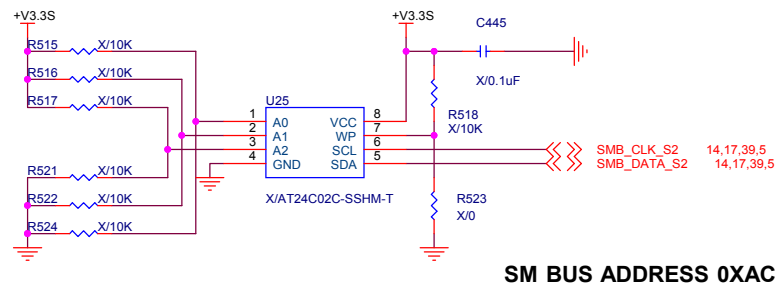 +V3.3S
+V3.3S
C445
R515 X/10K
R516 X/10K
X/0.1uF
R517 X/10K
U25
R518
X/10K
1 A0 VCC 8
2 A1 WP 7
3 A2 SCL 6
4 GND SDA 5
SMB_CLK_S2 14,17,39,5
SMB_DATA_S2 14,17,39,5
R521 X/10K
X/AT24C02C-SSHM-T
R523
X/0
R522 X/10K
R524 X/10K
SM BUS ADDRESS 0XAC